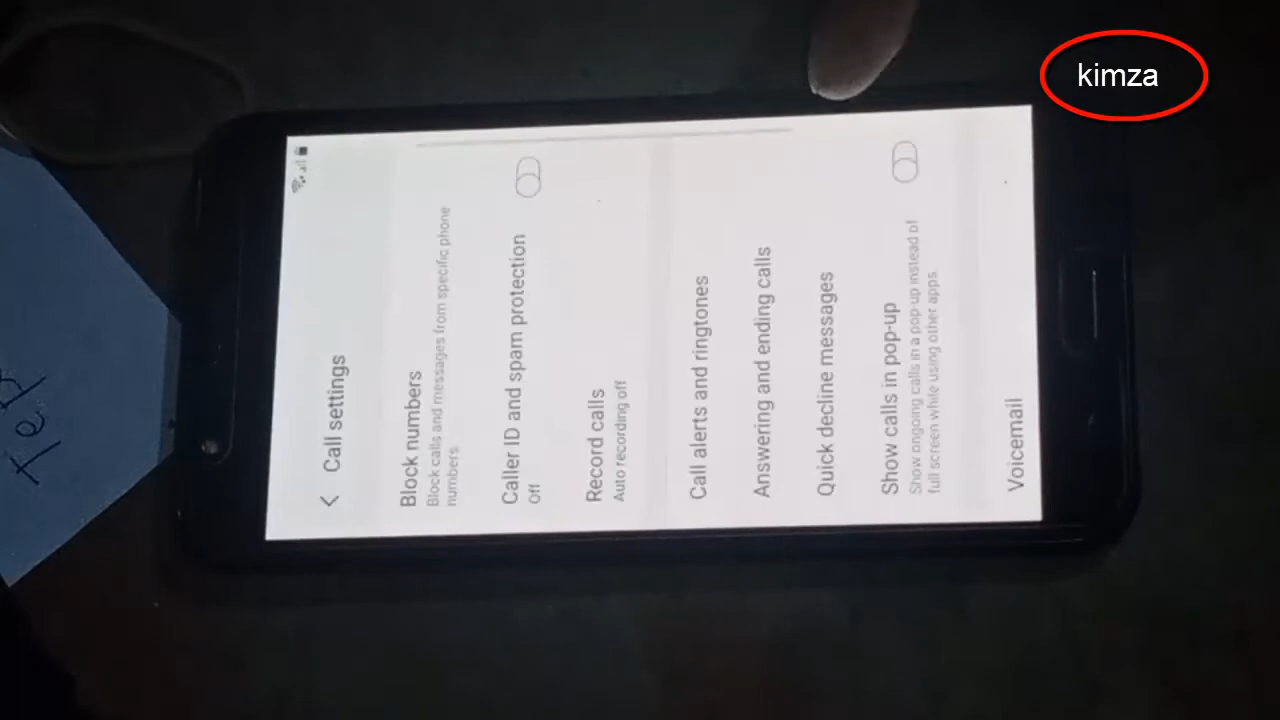 kimza
Call settings
Block numbers
Block calls and messages from specific phone
numbers
Caller ID and spam protection
Off
Record calls
Auto recording off
Call alerts and ringtones
Answering and ending calls
Quick decline messages
Show calls in pop-up
Show ongoing calls in a pop-up instead of
full screen while using other apps.
Voicemail